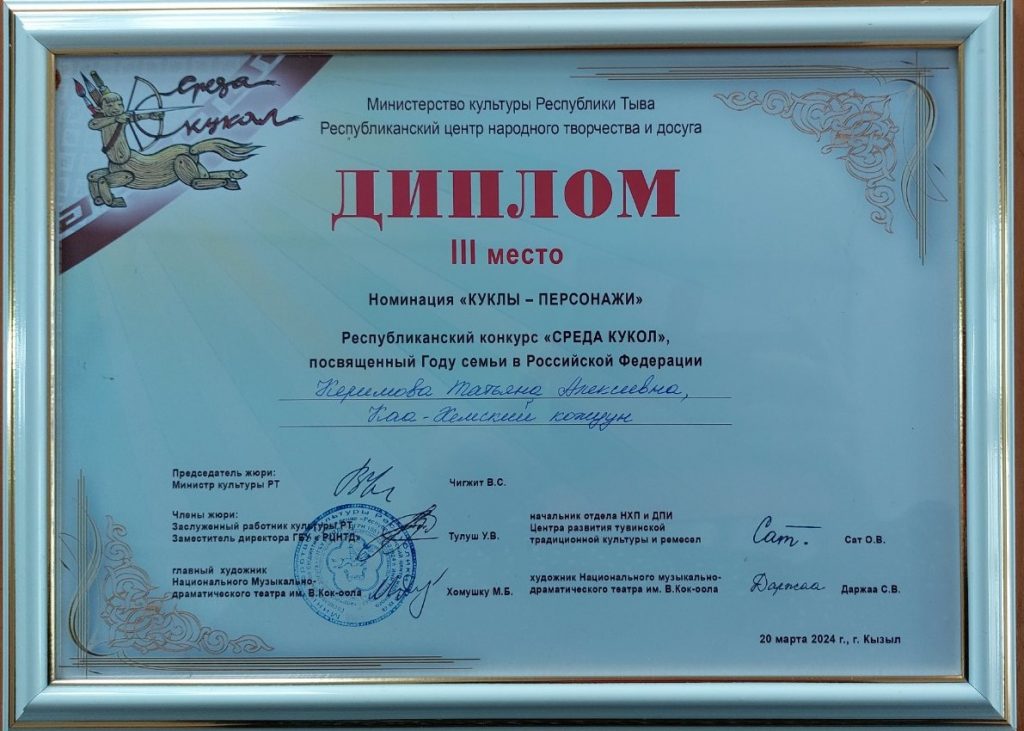 Среда
кукол
Министерство культуры Республики Тыва
Республиканский центр народного творчества и досуга
ДИПЛОМ
III место
Номинация «КУКЛЫ – ПЕРСОНАЖИ»
Республиканский конкурс «СРЕДА КУКОЛ»,
посвященный Году семьи в Российской Федерации
Керимова Татьяна Алексеевна,
Каа-Хемский кожуун
Председатель жюри:
Министр культуры РТ
Чигжит В.С.
Члены жюри:
Заслуженный работник культуры РТ,
Заместитель директора ГБУ « РЦНТД»
Тулуш У.В.
главный художник
Национального Музыкально-
драматического театра им. В.Кок-оола
Хомушку М.Б.
начальник отдела НХП и ДПИ
Центра развития тувинской
традиционной культуры и ремесел
Сат.
Сат О.В.
художник Национального музыкально-
драматического театра им. В.Кок-оола
Даржаа
Даржаа С.В.
20 марта 2024 г., г. Кызыл